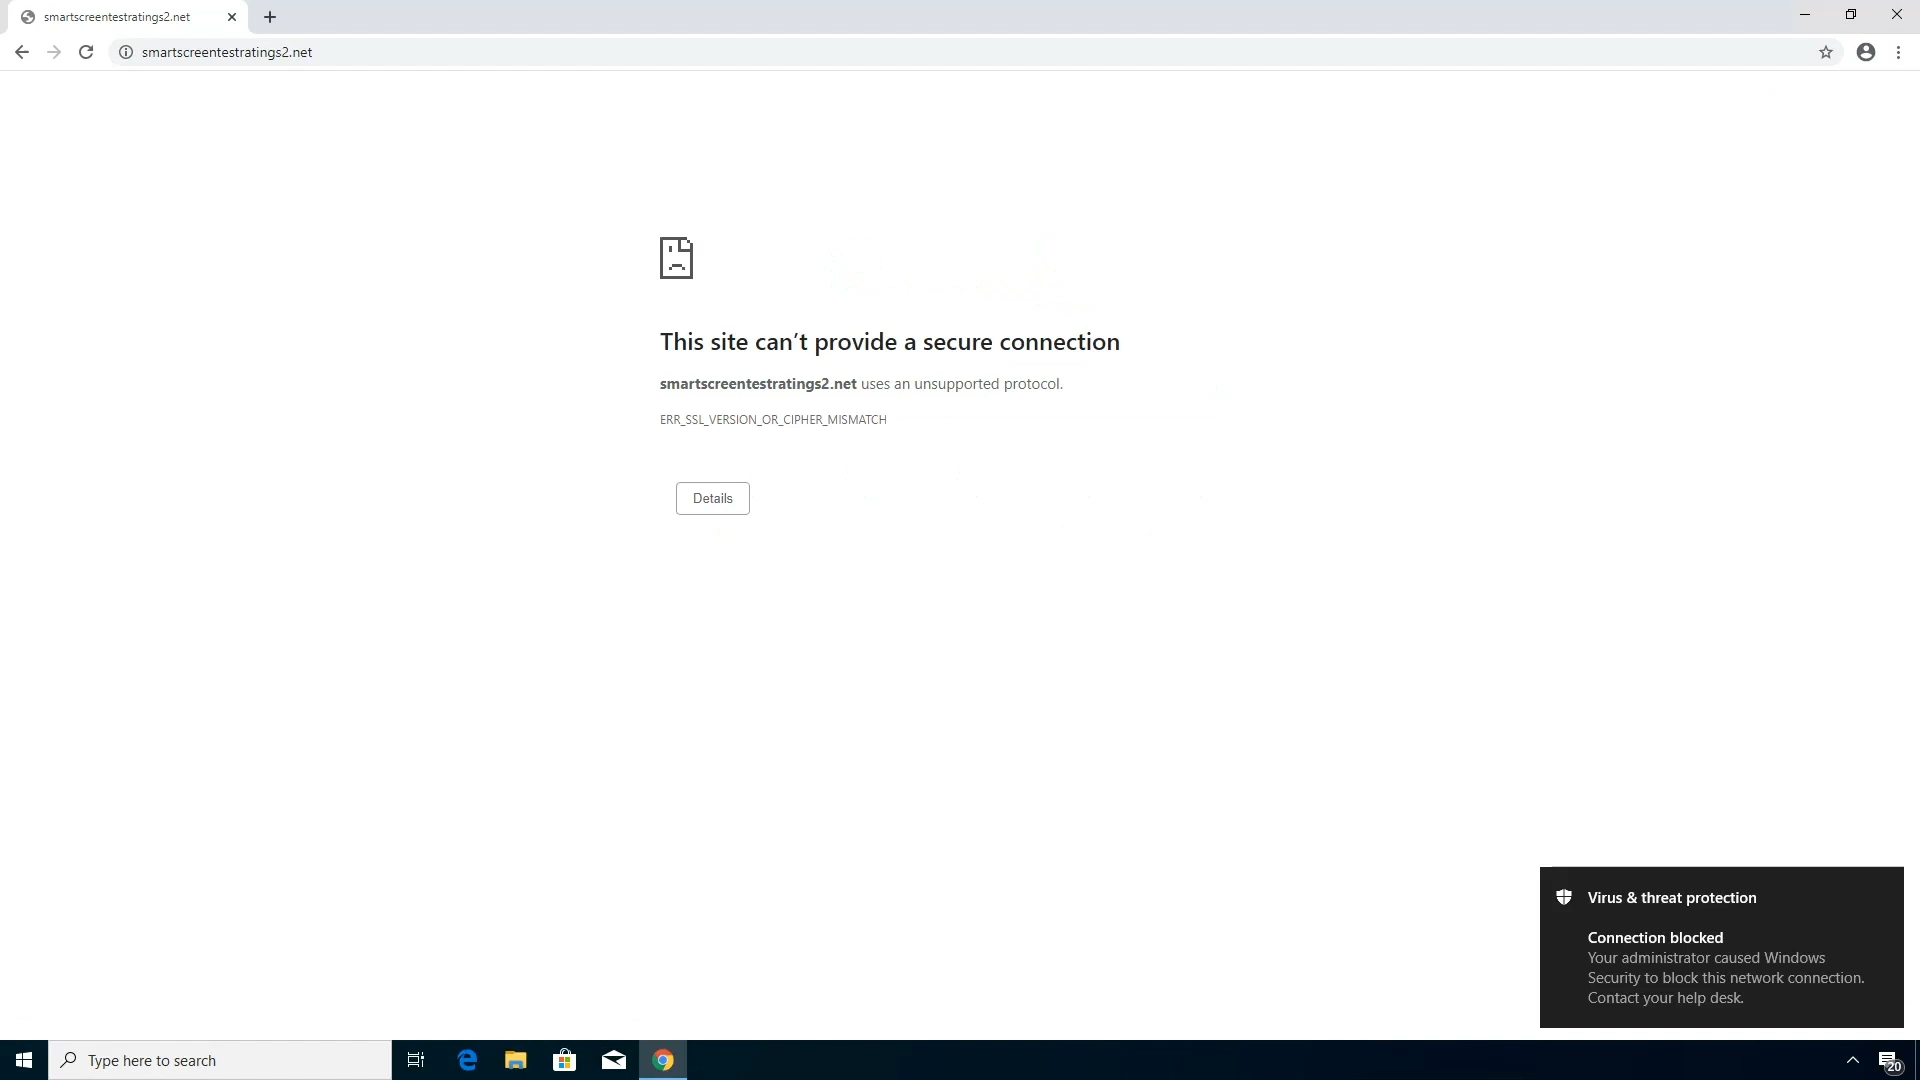 smartscreentestratings2.net
smartscreentestratings2.net
This site can't provide a secure connection
smartscreentestratings2.net uses an unsupported protocol.
ERR_SSL_VERSION_OR_CIPHER_MISMATCH
Details
Virus & threat protection
Connection blocked
Your administrator caused Windows
Security to block this network connection.
Contact your help desk.
Type here to search
20